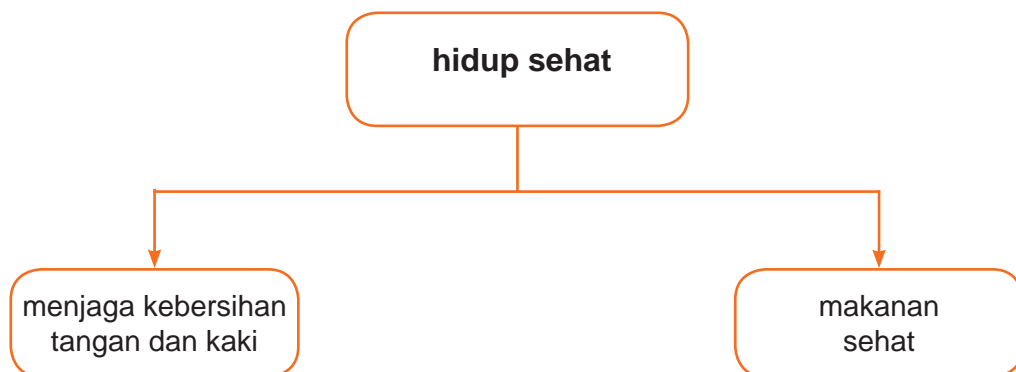 hidup sehat
menjaga kebersihan
tangan dan kaki
makanan
sehat